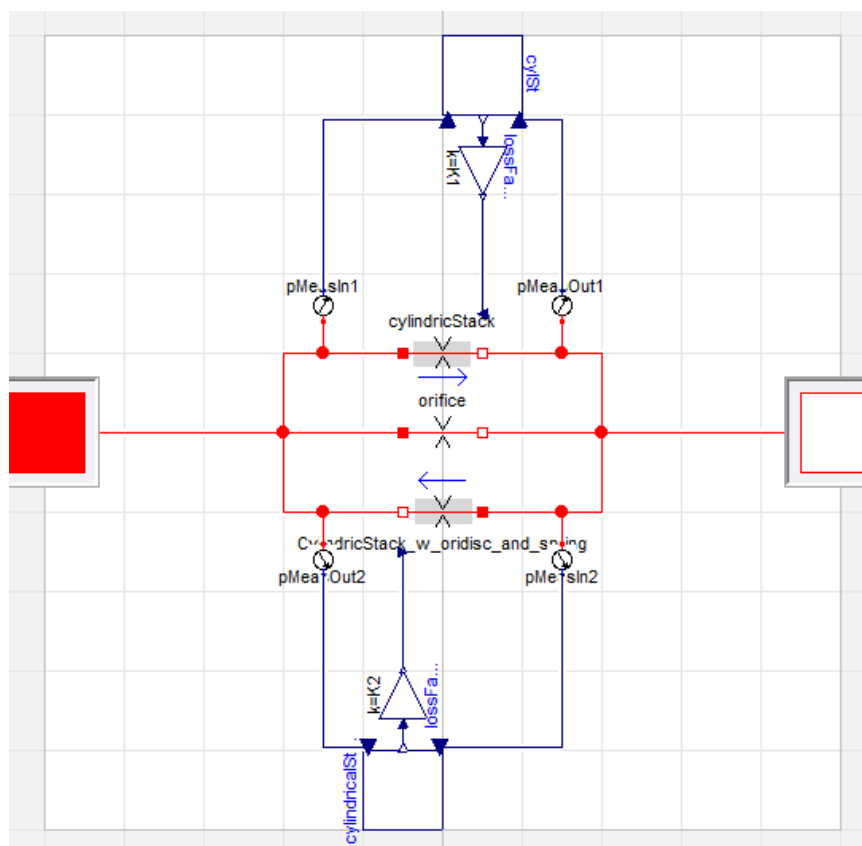 cylSt
k=K1
lossFa...
pMeasIn1
pMeasOut1
cylindricStack
orifice
CylindricStack_w_oridisc_and_spring
pMeasOut2
pMeasIn2
k=K2
lossFa...
cylindricalSt